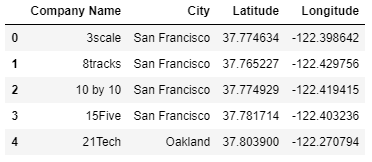 Company Name City Latitude Longitude
0 3scale San Francisco 37.774634 -122.398642
1 8tracks San Francisco 37.765227 -122.429756
2 10 by 10 San Francisco 37.774929 -122.419415
3 15Five San Francisco 37.781714 -122.403236
4 21Tech Oakland 37.803900 -122.270794